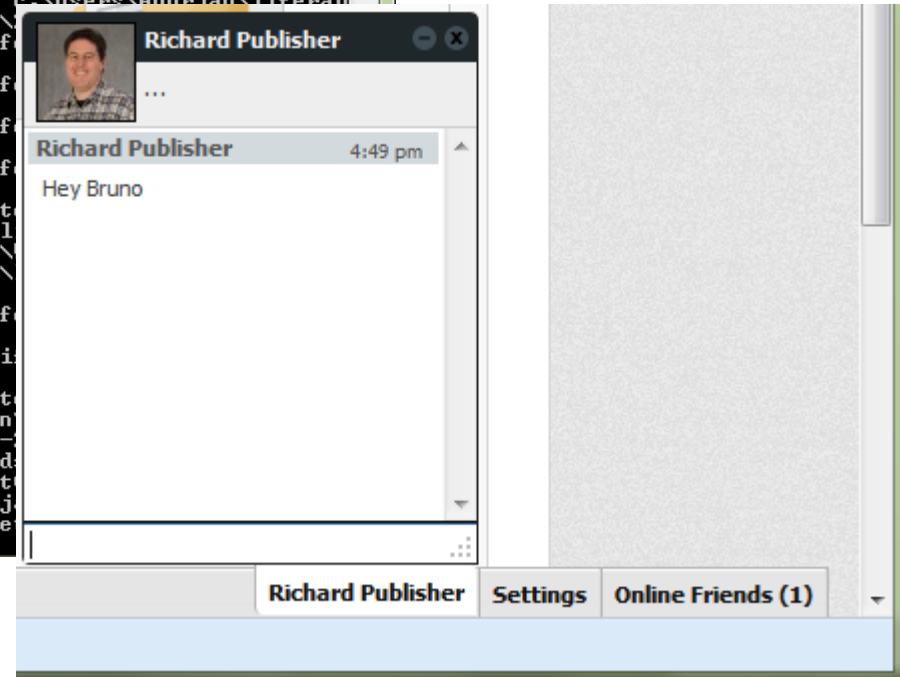 Richard Publisher
...
Richard Publisher 4:49 pm
Hey Bruno
Richard Publisher Settings Online Friends (1)